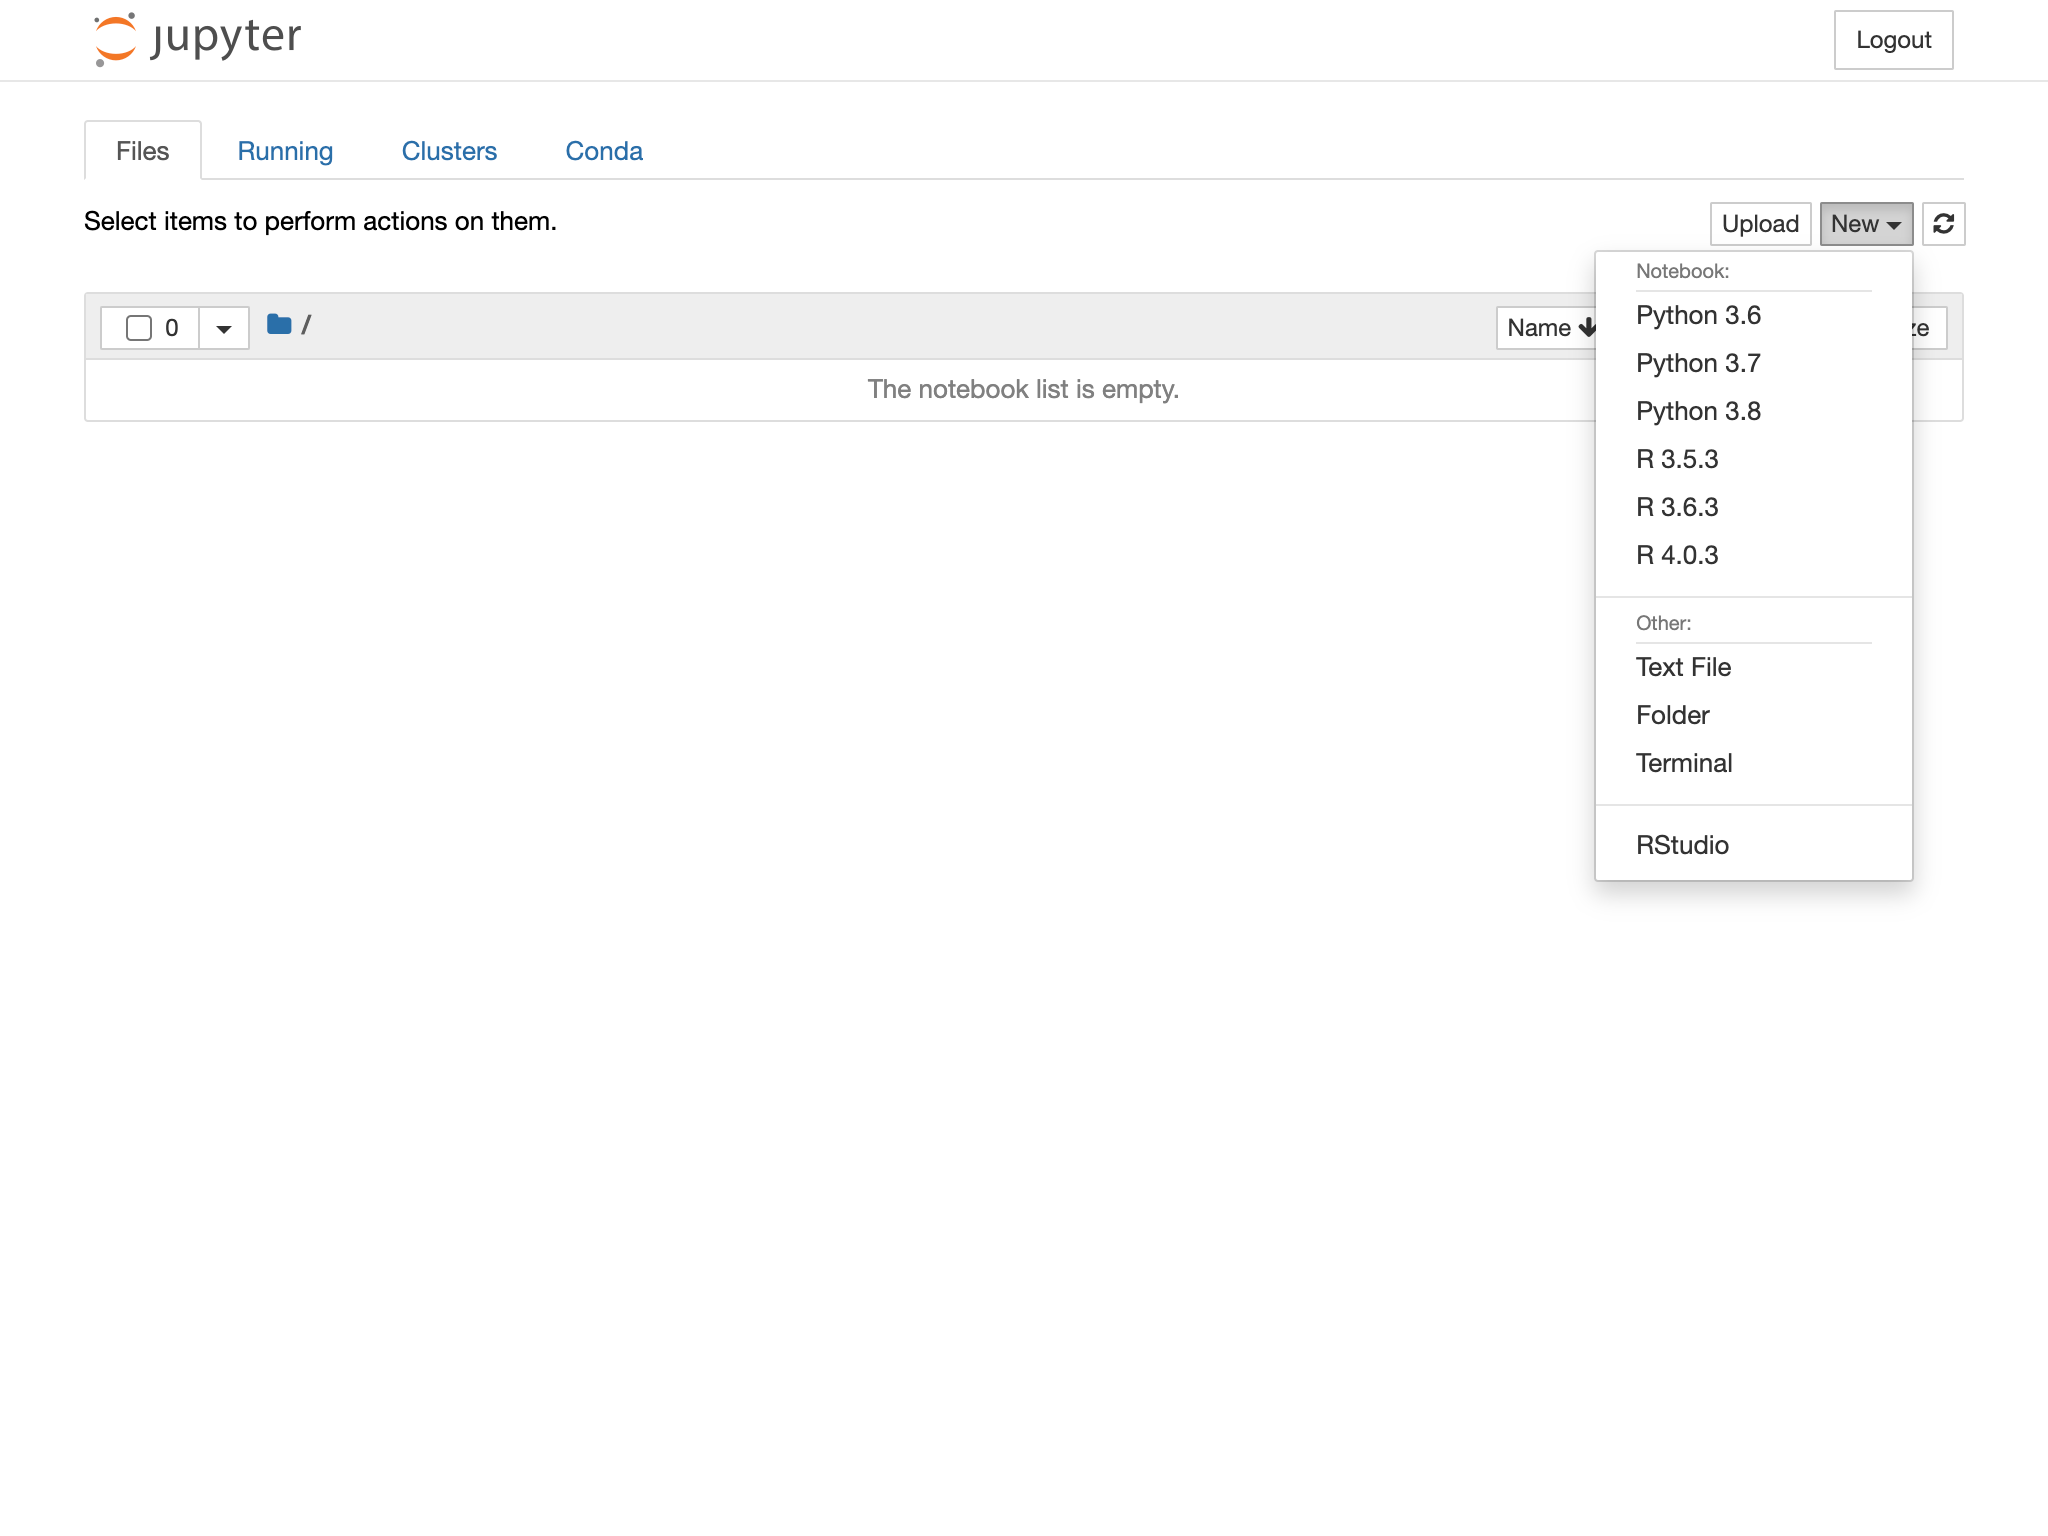 jupyter
Logout
Files Running Clusters Conda
Select items to perform actions on them.
Upload New
Notebook:
0 /
Name
Python 3.6
The notebook list is empty.
Python 3.7
Python 3.8
R 3.5.3
R 3.6.3
R 4.0.3
Other:
Text File
Folder
Terminal
RStudio